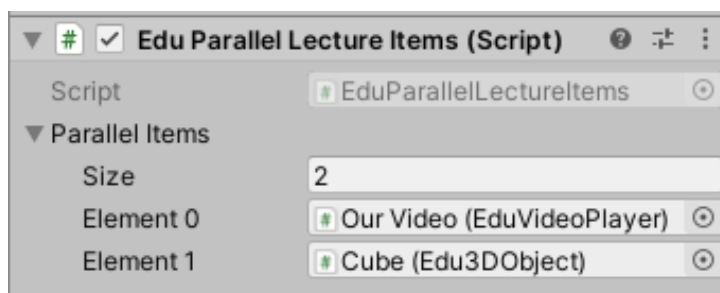 Edu Parallel Lecture Items (Script)
Script EduParallelLectureItems
Parallel Items
Size 2
Element 0 Our Video (EduVideoPlayer)
Element 1 Cube (Edu3DObject)